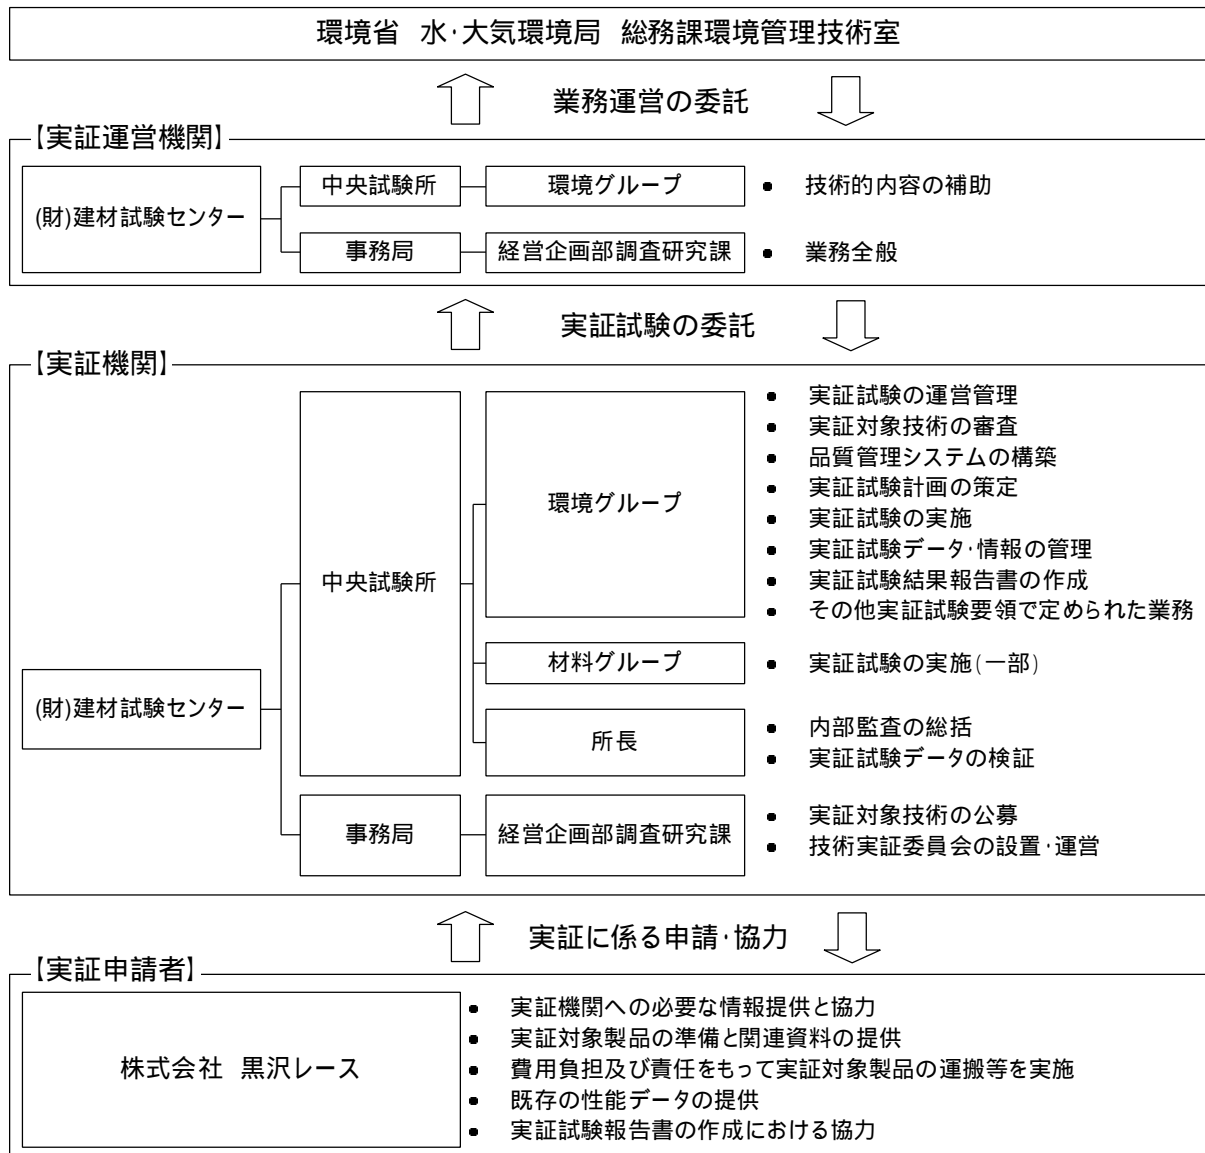 環境省 水・大気環境局 総務課環境管理技術室
業務運営の委託
【実証運営機関】
(財)建材試験センター
中央試験所
環境グループ
● 技術的内容の補助
事務局
経営企画部調査研究課
● 業務全般
実証試験の委託
【実証機関】
(財)建材試験センター
中央試験所
環境グループ
● 実証試験の運営管理
● 実証対象技術の審査
● 品質管理システムの構築
● 実証試験計画の策定
● 実証試験の実施
● 実証試験データ・情報の管理
● 実証試験結果報告書の作成
● その他実証試験要領で定められた業務
材料グループ
● 実証試験の実施(一部)
所長
● 内部監査の総括
● 実証試験データの検証
事務局
経営企画部調査研究課
● 実証対象技術の公募
● 技術実証委員会の設置・運営
実証に係る申請・協力
【実証申請者】
株式会社 黒沢レース
● 実証機関への必要な情報提供と協力
● 実証対象製品の準備と関連資料の提供
● 費用負担及び責任をもって実証対象製品の運搬等を実施
● 既存の性能データの提供
● 実証試験報告書の作成における協力